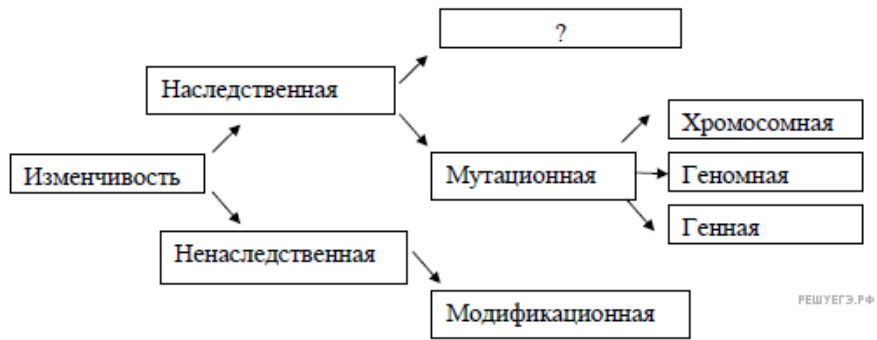 ?
Наследственная
Хромосомная
Изменчивость
Мутационная
Геномная
Генная
Ненаследственная
Модификационная
РЕШУЕГЭ.РФ